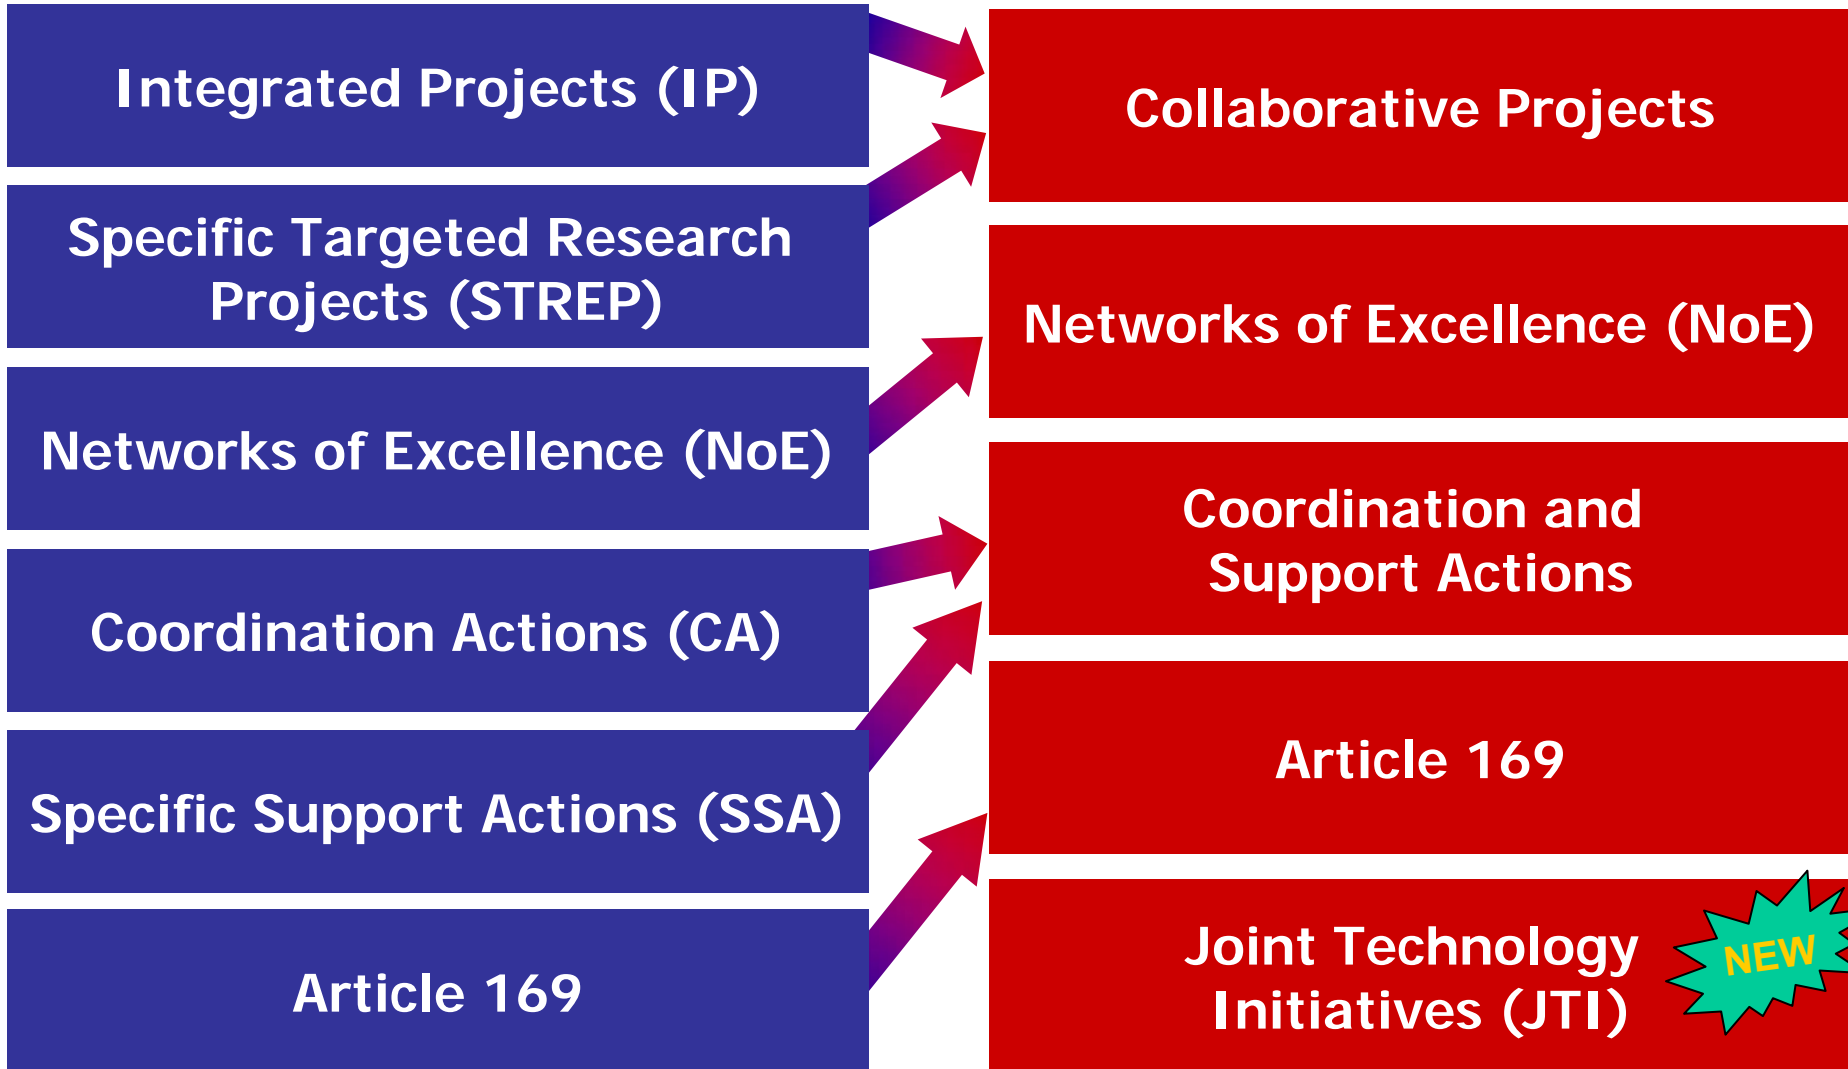 Integrated Projects (IP)
Specific Targeted Research
Projects (STREP)
Networks of Excellence (NoE)
Coordination Actions (CA)
Specific Support Actions (SSA)
Article 169
Collaborative Projects
Networks of Excellence (NoE)
Coordination and
Support Actions
Article 169
Joint Technology
Initiatives (JTI)
NEW